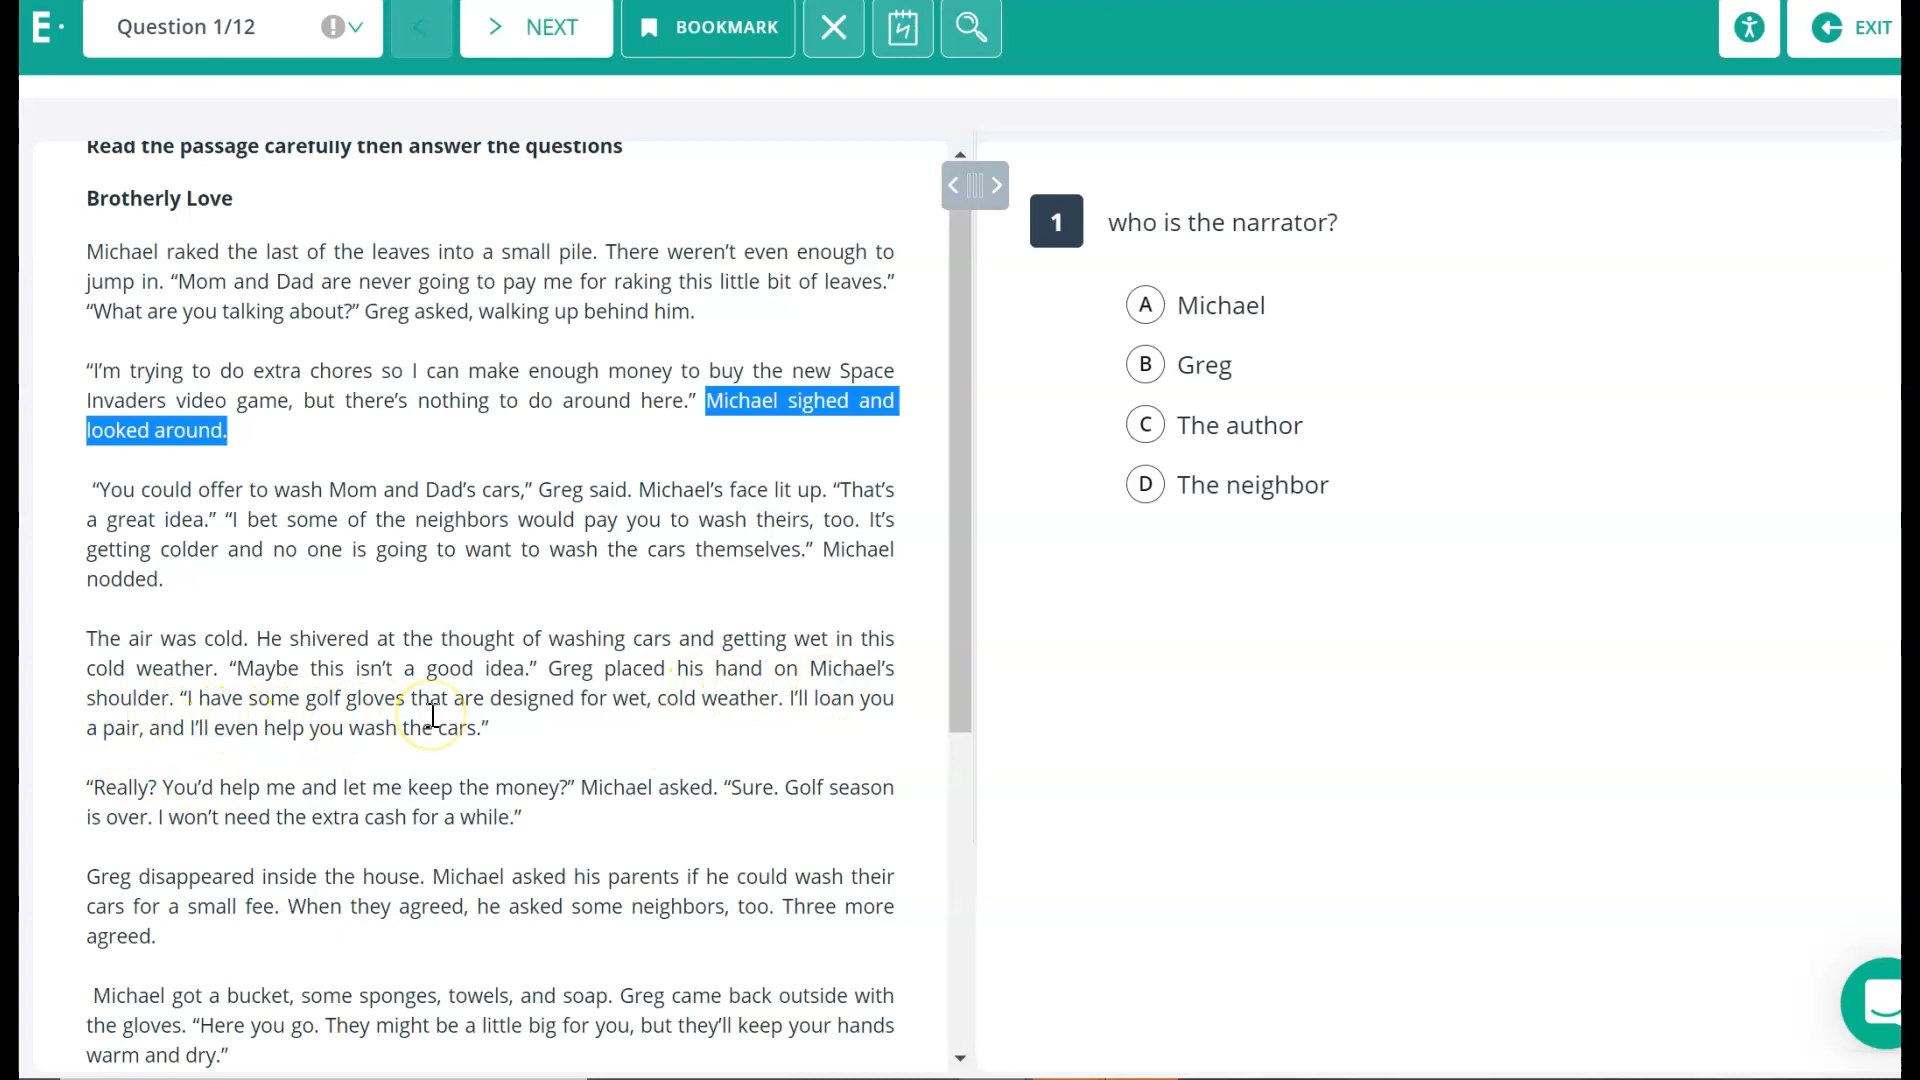 E·
Question 1/12
NEXT
BOOKMARK
EXIT
Read the passage carefully then answer the questions
Brotherly Love
Michael raked the last of the leaves into a small pile. There weren’t even enough to
jump in. “Mom and Dad are never going to pay me for raking this little bit of leaves.”
“What are you talking about?” Greg asked, walking up behind him.
“I’m trying to do extra chores so I can make enough money to buy the new Space
Invaders video game, but there’s nothing to do around here.” Michael sighed and
looked around.
“You could offer to wash Mom and Dad’s cars,” Greg said. Michael’s face lit up. “That’s
a great idea.” “I bet some of the neighbors would pay you to wash theirs, too. It’s
getting colder and no one is going to want to wash the cars themselves.” Michael
nodded.
The air was cold. He shivered at the thought of washing cars and getting wet in this
cold weather. “Maybe this isn’t a good idea.” Greg placed his hand on Michael’s
shoulder. “I have some golf gloves that are designed for wet, cold weather. I’ll loan you
a pair, and I’ll even help you wash the cars.”
“Really? You’d help me and let me keep the money?” Michael asked. “Sure. Golf season
is over. I won’t need the extra cash for a while.”
Greg disappeared inside the house. Michael asked his parents if he could wash their
cars for a small fee. When they agreed, he asked some neighbors, too. Three more
agreed.
Michael got a bucket, some sponges, towels, and soap. Greg came back outside with
the gloves. “Here you go. They might be a little big for you, but they’ll keep your hands
warm and dry.”
1 who is the narrator?
A Michael
B Greg
C The author
D The neighbor